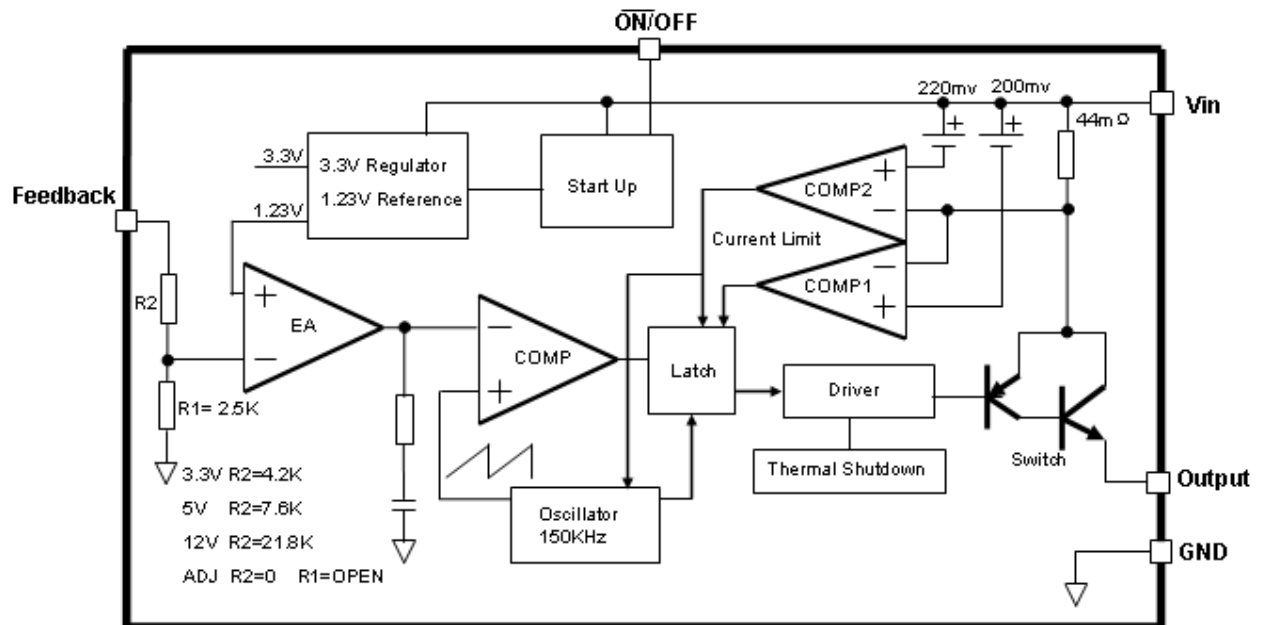 ON/OFF
220mv
200mv
Vin
44mΩ
3.3V
3.3V Regulator
1.23V Reference
Start Up
+
+
COMP2
−
Feedback
1.23V
Current Limit
−
COMP1
+
R2
+
EA
−
−
COMP
+
Latch
Driver
R1= 2.5K
Thermal Shutdown
Switch
3.3V R2=4.2K
5V R2=7.6K
12V R2=21.8K
ADJ R2=0 R1=OPEN
Oscillator
150KHz
Output
GND